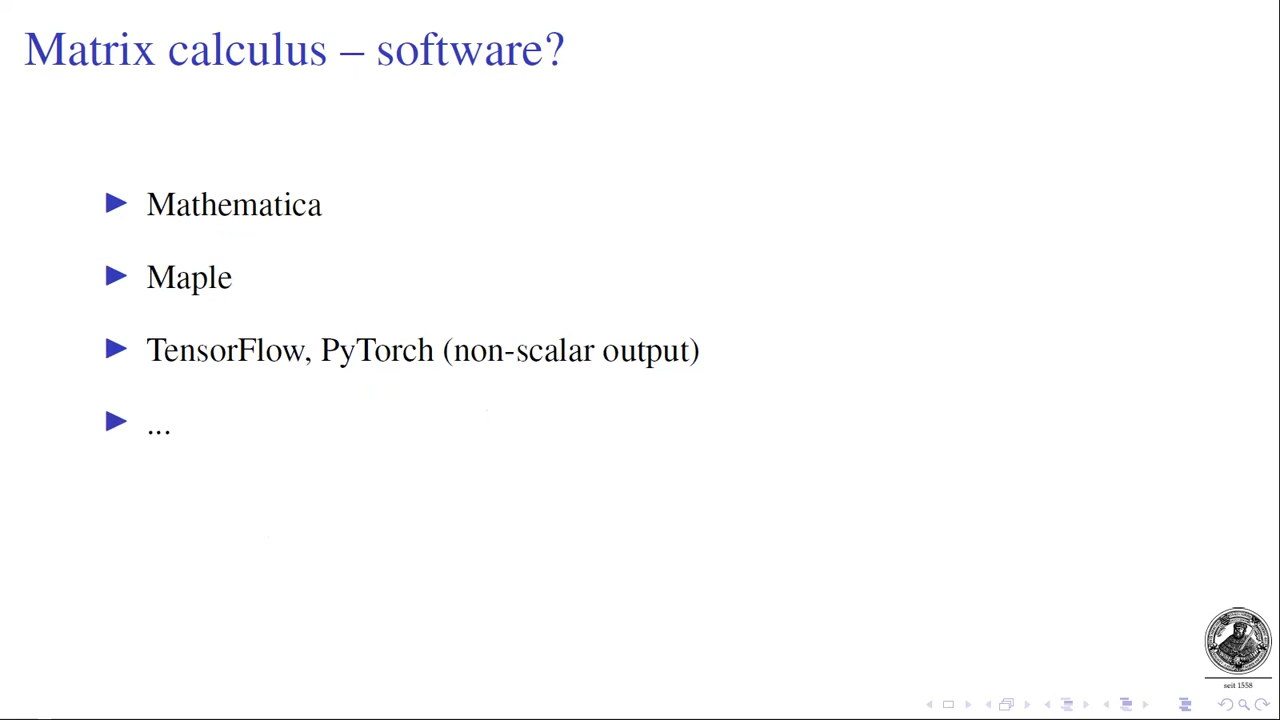 Matrix calculus – software?
Mathematica
Maple
TensorFlow, PyTorch (non-scalar output)
...
seit 1558